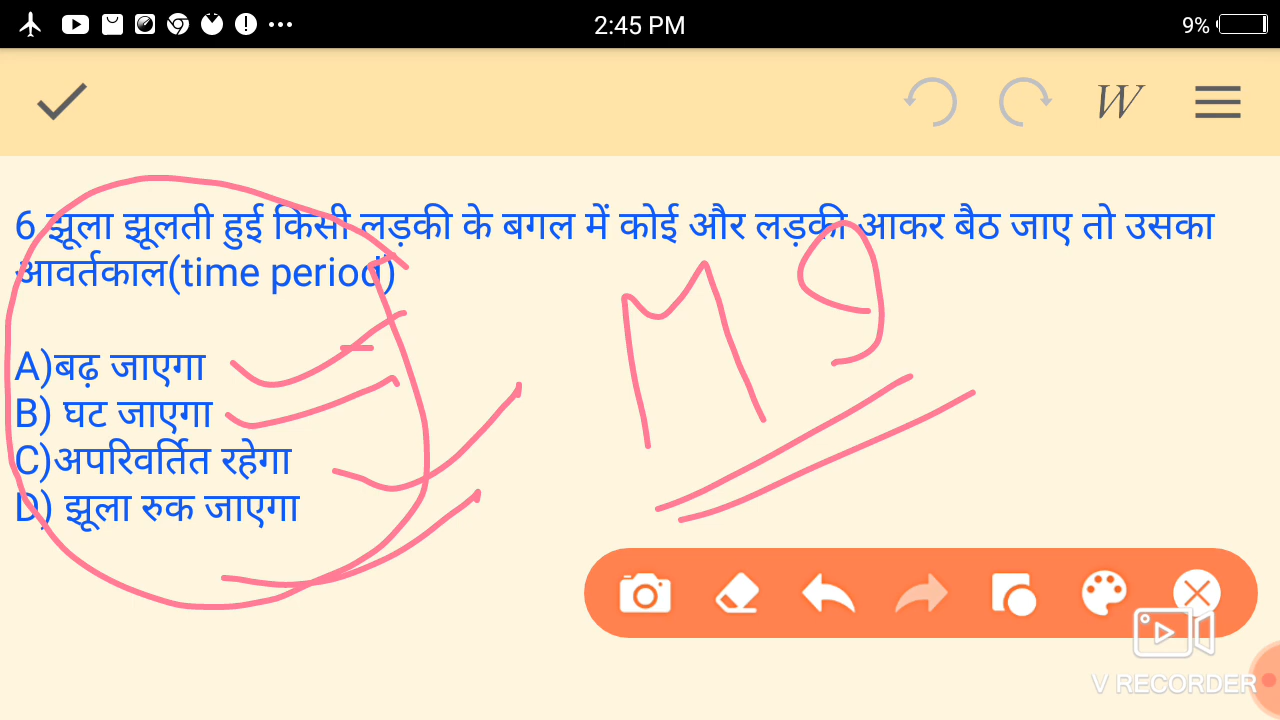 2:45 PM
9%
W
6 झूला झूलती हुई किसी लड़की के बगल में कोई और लड़की आकर बैठ जाए तो उसका
आवर्तकाल(time period)
A)बढ़ जाएगा
B) घट जाएगा
C)अपरिवर्तित रहेगा
D) झूला रुक जाएगा
M9
V RECORDER